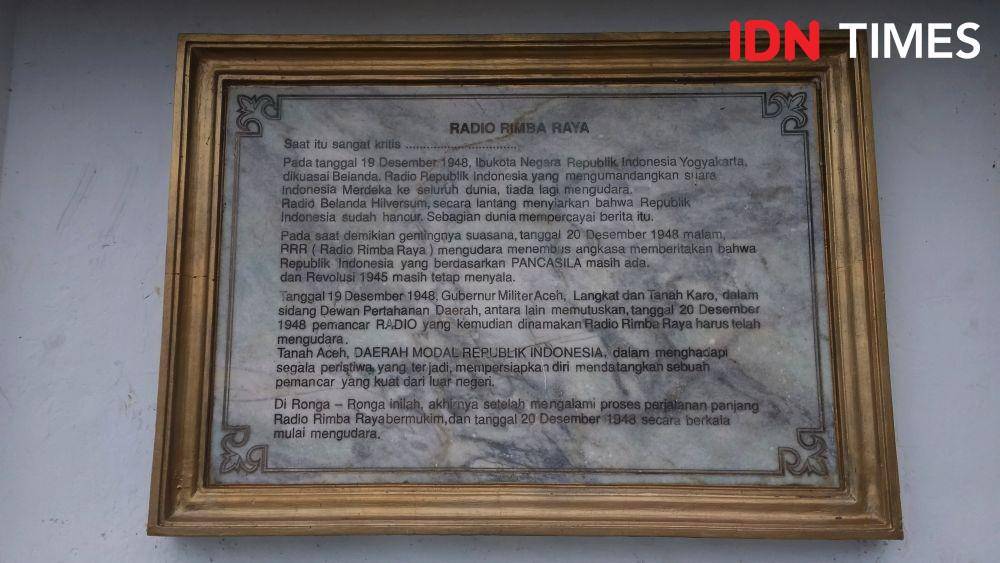 IDN TIMES
RADIO RIMBA RAYA
Saat itu sangat kritis ..............................
Pada tanggal 19 Desember 1948, Ibukota Negara Republik Indonesia Yogyakarta,
dikuasai Belanda. Radio Republik Indonesia yang mengumandangkan suara
Indonesia Merdeka ke seluruh dunia, tiada lagi mengudara.
Radio Belanda Hilversum, secara lantang menyiarkan bahwa Republik
Indonesia sudah hancur. Sebagian dunia mempercayai berita itu.
Pada saat demikian gentingnya suasana, tanggal 20 Desember 1948 malam,
RRR ( Radio Rimba Raya ) mengudara menembus angkasa memberitakan bahwa
Republik Indonesia yang berdasarkan PANCASILA masih ada.
dan Revolusi 1945 masih tetap menyala.
Tanggal 19 Desember 1948, Gubernur Militer Aceh, Langkat dan Tanah Karo, dalam
sidang Dewan Pertahanan Daerah, antara lain memutuskan, tanggal 20 Desember
1948 pemancar RADIO yang kemudian dinamakan Radio Rimba Raya harus telah
mengudara.
Tanah Aceh, DAERAH MODAL REPUBLIK INDONESIA, dalam menghadapi
segala peristiwa yang terjadi, mempersiapkan diri mendatangkan sebuah
pemancar yang kuat dari luar negeri.
Di Ronga – Ronga inilah, akhirnya setelah mengalami proses perjalanan panjang
Radio Rimba Raya bermukim, dan tanggal 20 Desember 1948 secara berkala
mulai mengudara.